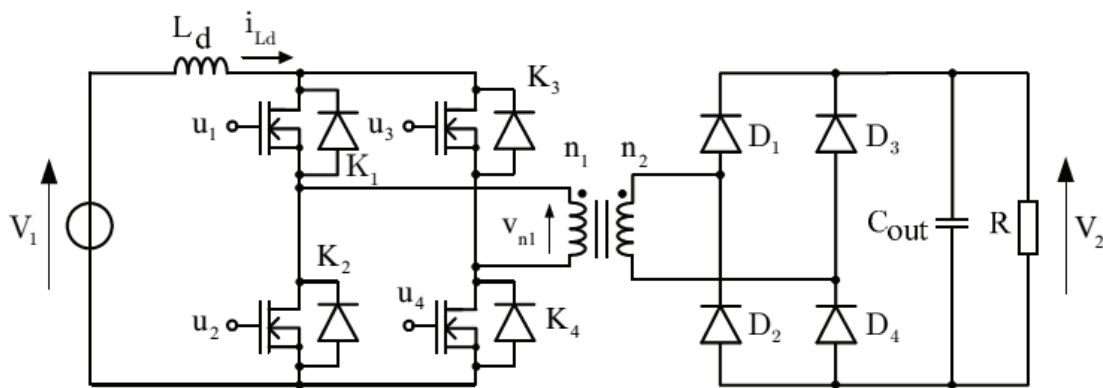 L_d
i_Ld
K_3
u_1
u_3
D_1
D_3
K_1
n_1
n_2
V_1
v_n1
C_out
R
V_2
K_2
u_4
u_2
K_4
D_2
D_4